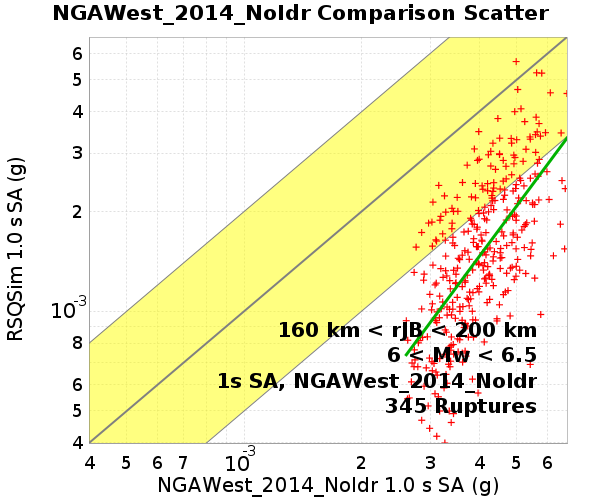 NGAWest_2014_NoIdr Comparison Scatter
RSQSim 1.0 s SA (g)
6
5
4
3
2
10-3
8
6
5
4
160 km < rJB < 200 km
6 < Mw < 6.5
1s SA, NGAWest_2014_NoIdr
345 Ruptures
4 5 6 7 10-3 2 3 4 5 6
NGAWest_2014_NoIdr 1.0 s SA (g)